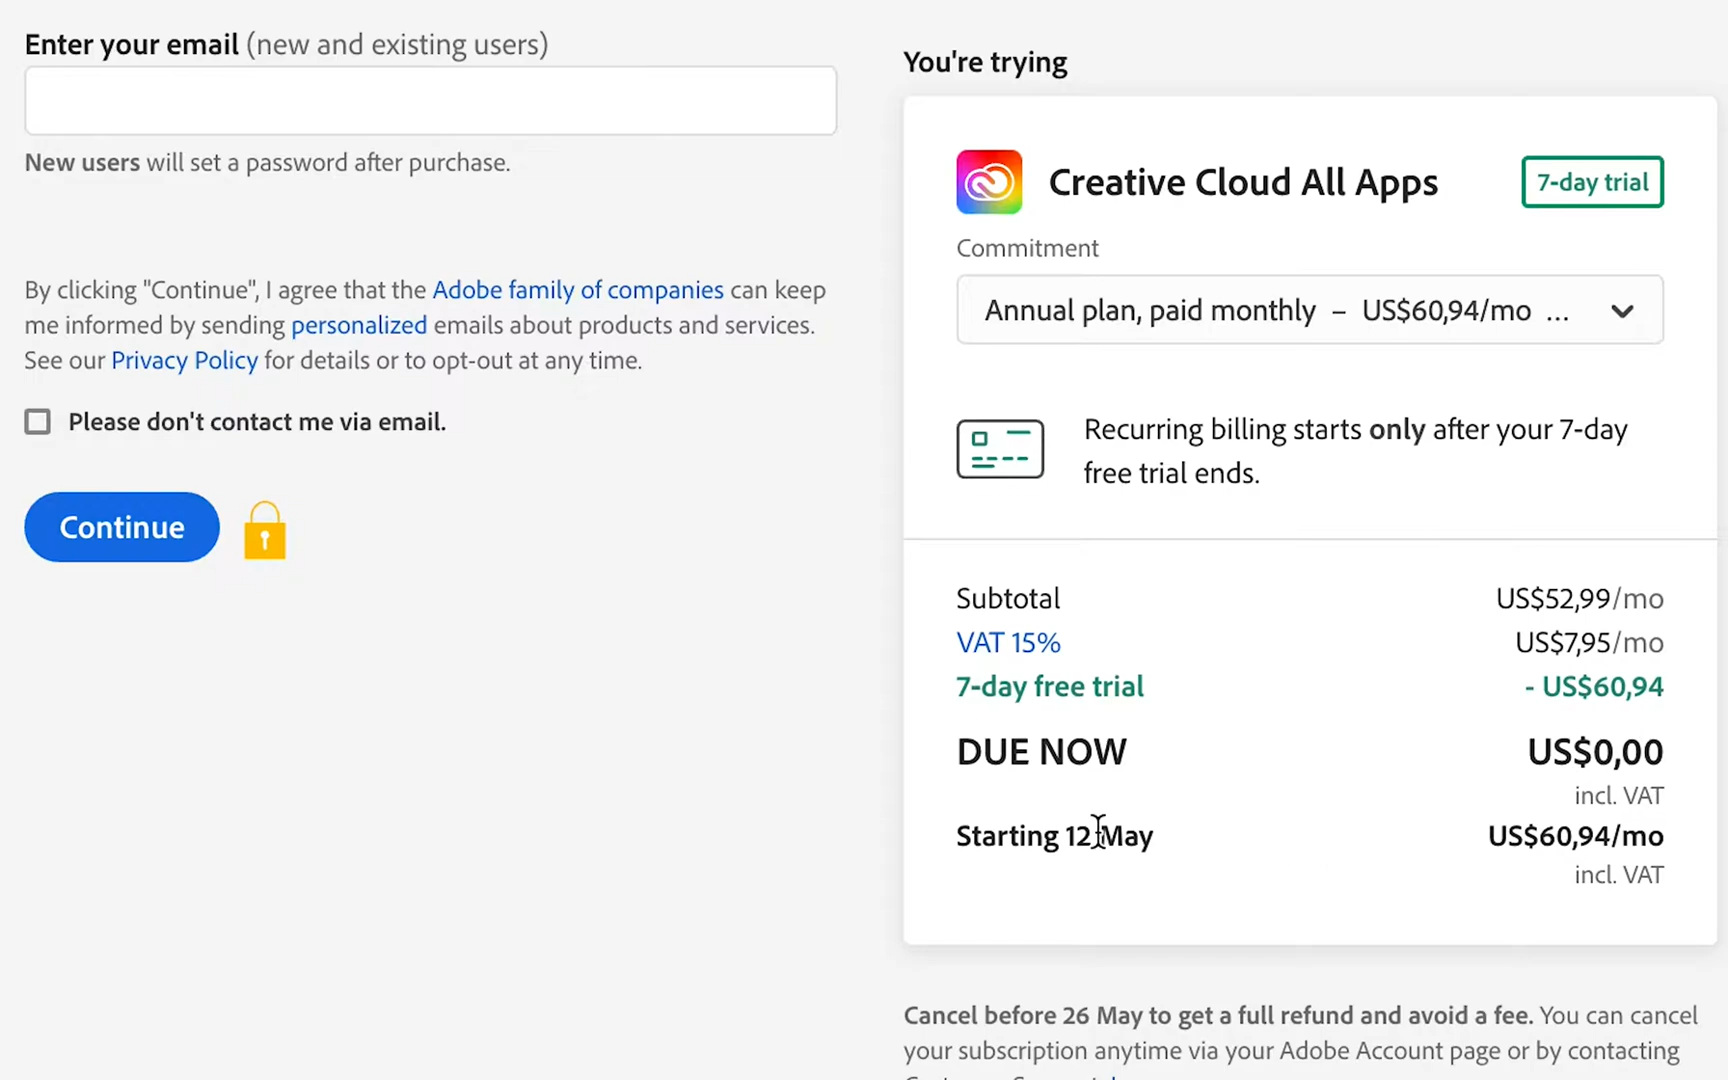 Enter your email (new and existing users)
New users will set a password after purchase.
By clicking "Continue", I agree that the Adobe family of companies can keep
me informed by sending personalized emails about products and services.
See our Privacy Policy for details or to opt-out at any time.
Please don't contact me via email.
Continue
You're trying
Creative Cloud All Apps
7-day trial
Commitment
Annual plan, paid monthly – US$60,94/mo ...
Recurring billing starts only after your 7-day
free trial ends.
Subtotal US$52,99/mo
VAT 15% US$7,95/mo
7-day free trial - US$60,94
DUE NOW US$0,00
incl. VAT
Starting 12 May US$60,94/mo
incl. VAT
Cancel before 26 May to get a full refund and avoid a fee. You can cancel
your subscription anytime via your Adobe Account page or by contacting